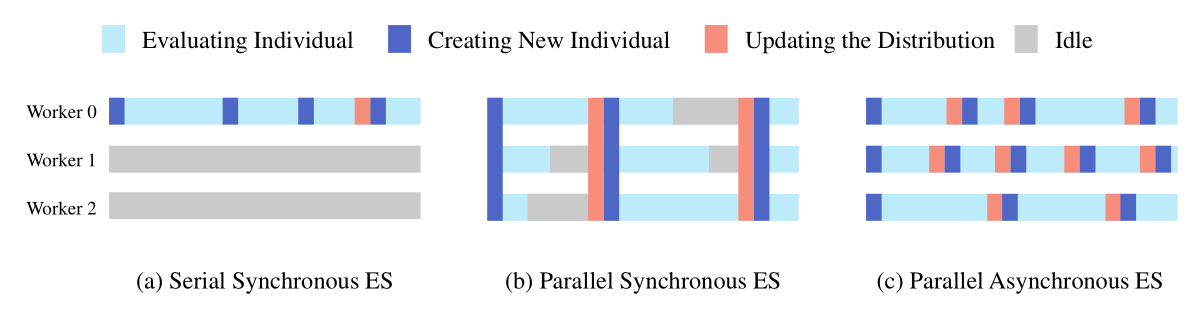 Evaluating Individual Creating New Individual Updating the Distribution Idle
Worker 0
Worker 1
Worker 2
(a) Serial Synchronous ES (b) Parallel Synchronous ES (c) Parallel Asynchronous ES